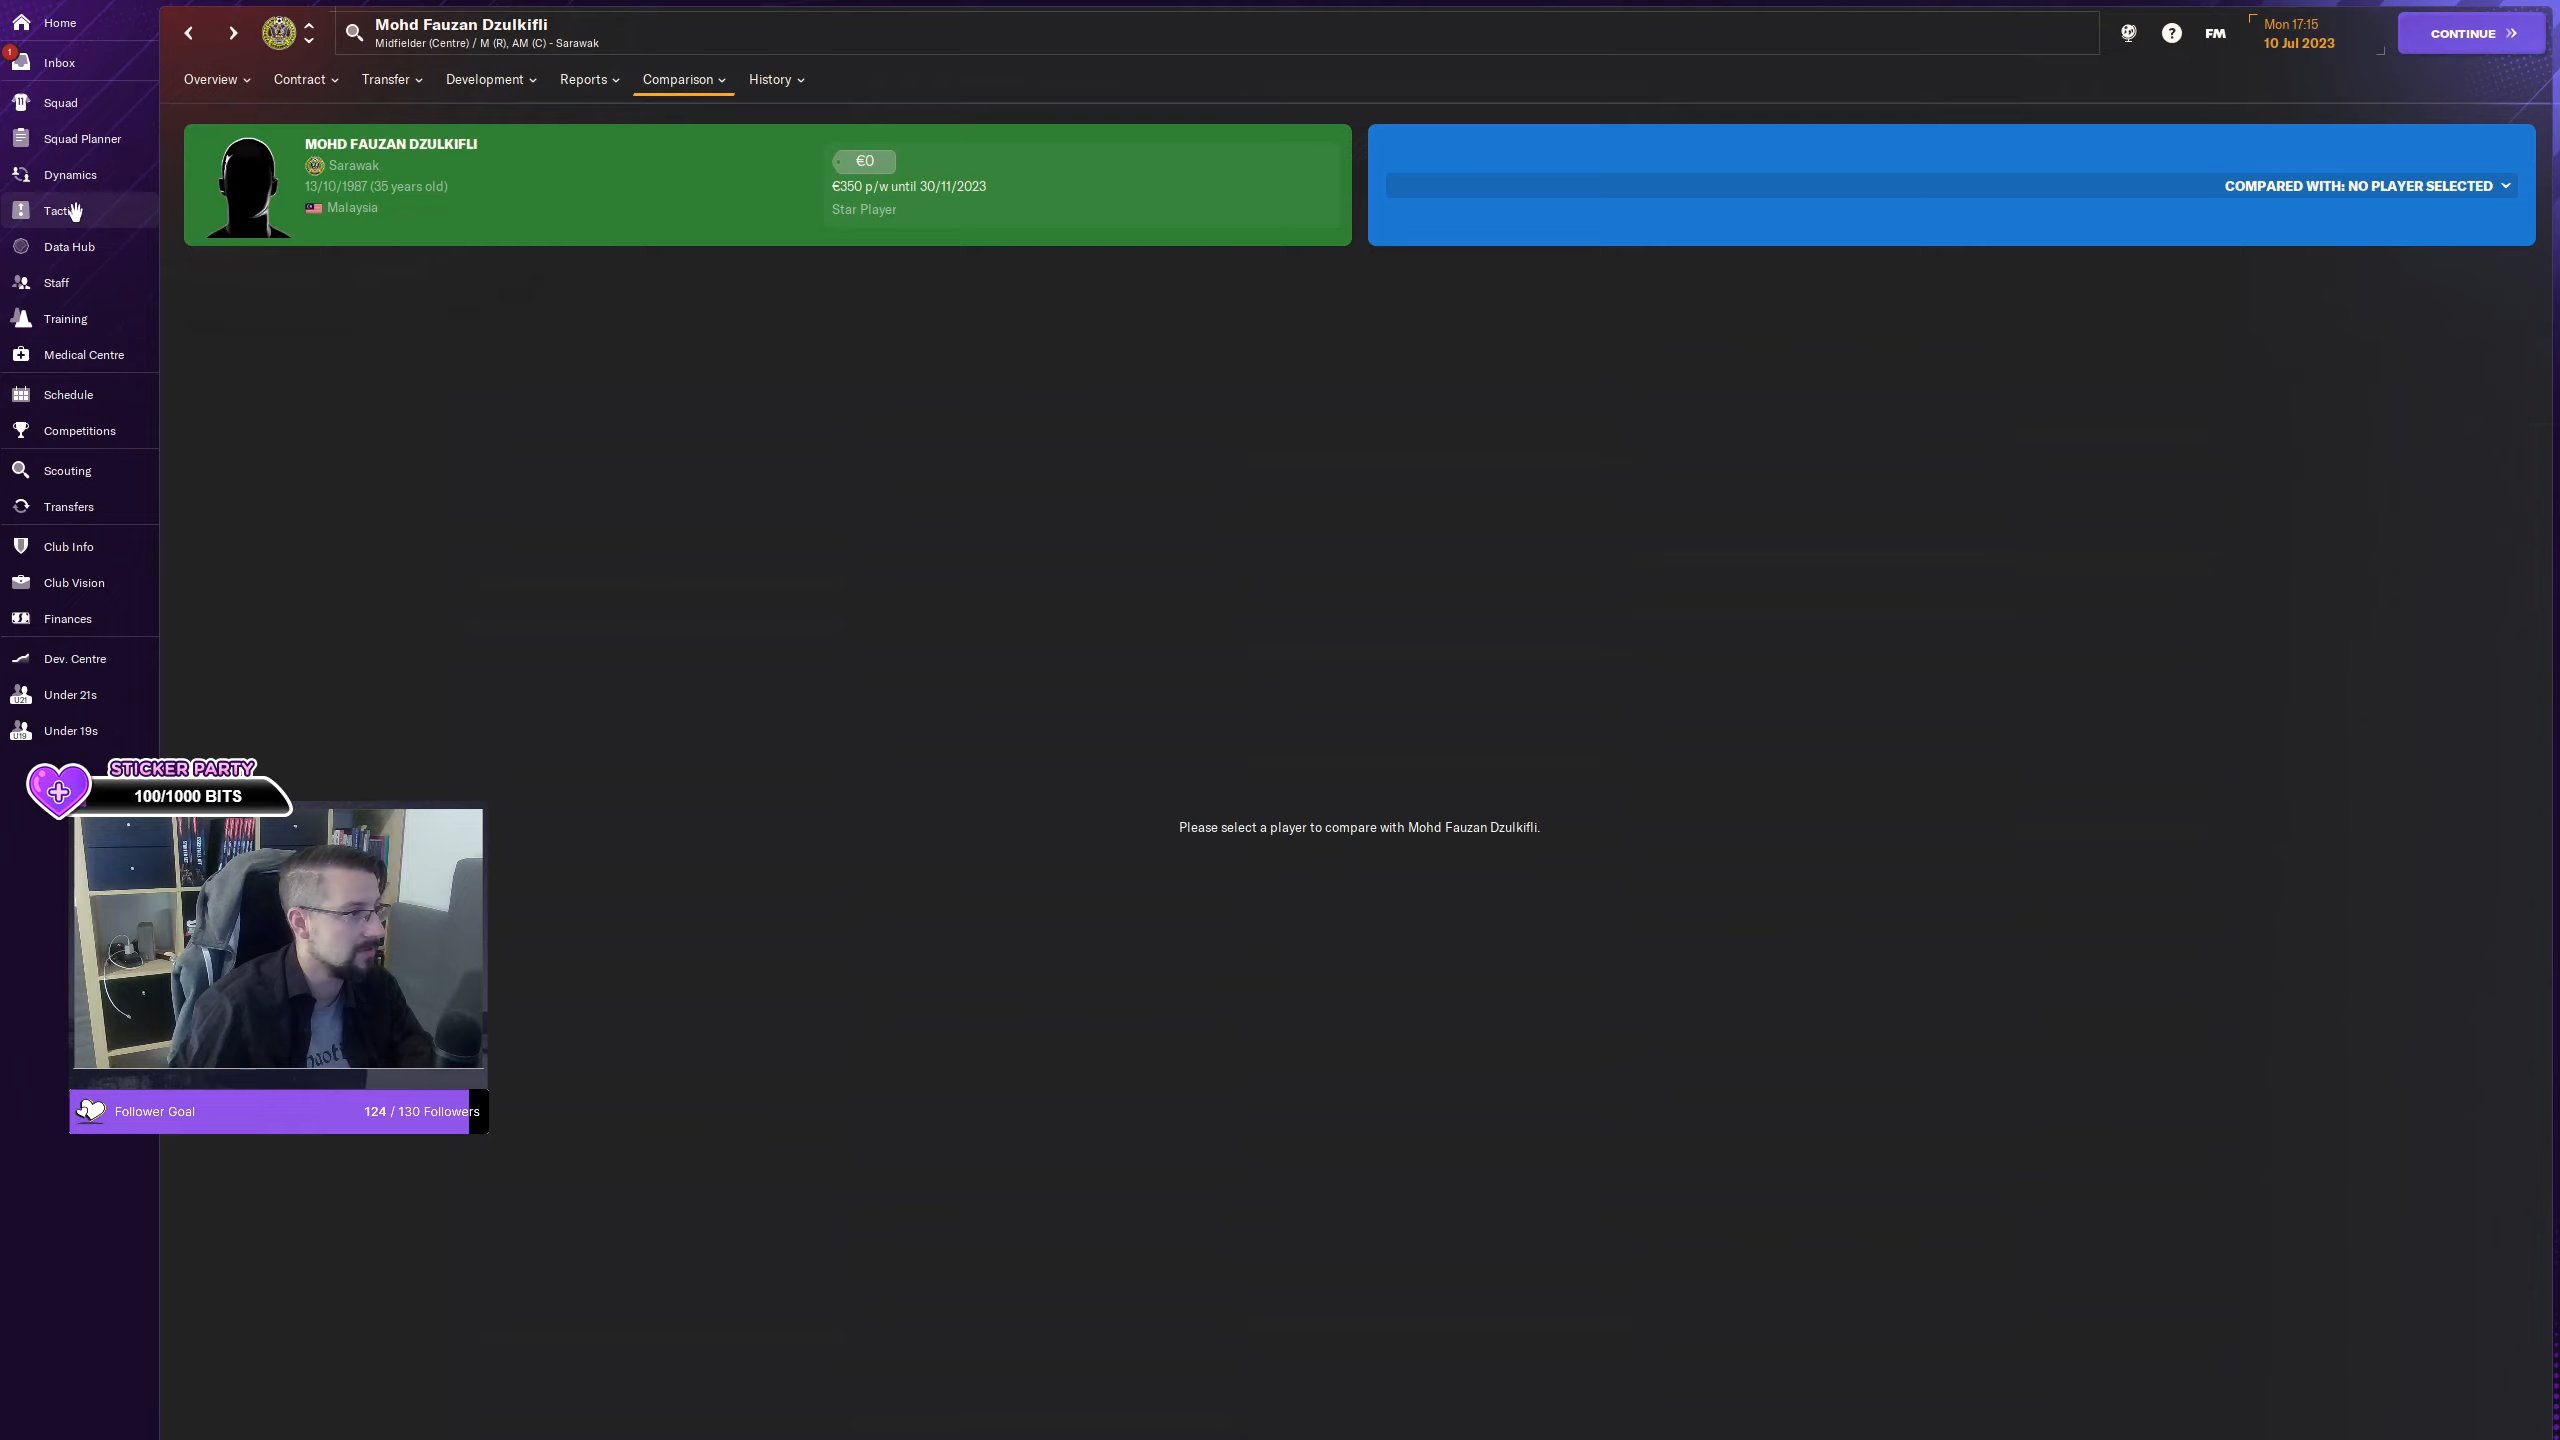 Home
Mohd Fauzan Dzulkifli
Midfielder (Centre) / M (R), AM (C) - Sarawak
FM
Mon 17:15
10 Jul 2023
CONTINUE
1
Inbox
Overview
Contract
Transfer
Development
Reports
Comparison
History
Squad
Squad Planner
Dynamics
Data Hub
Staff
Training
Medical Centre
Schedule
Competitions
Scouting
Transfers
Club Info
Club Vision
Finances
Dev. Centre
U21
Under 21s
U19
Under 19s
MOHD FAUZAN DZULKIFLI
Sarawak
13/10/1987 (35 years old)
Malaysia
€0
€350 p/w until 30/11/2023
Star Player
COMPARED WITH: NO PLAYER SELECTED
Please select a player to compare with Mohd Fauzan Dzulkifli.
STICKER PARTY
100/1000 BITS
Follower Goal
124 / 130 Followers